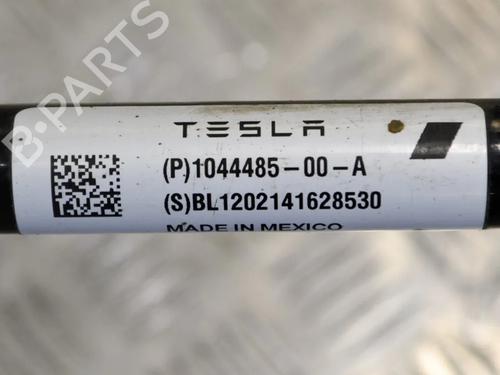 B-PARTS
TESLA
(P)1044485-00-A
(S)BL1202141628530
MADE IN MEXICO